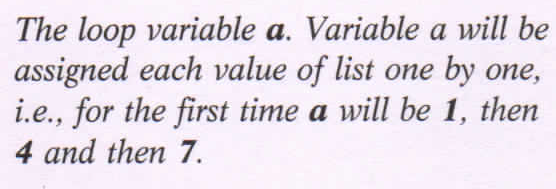 The loop variable a. Variable a will be
assigned each value of list one by one,
i.e., for the first time a will be 1, then
4 and then 7.